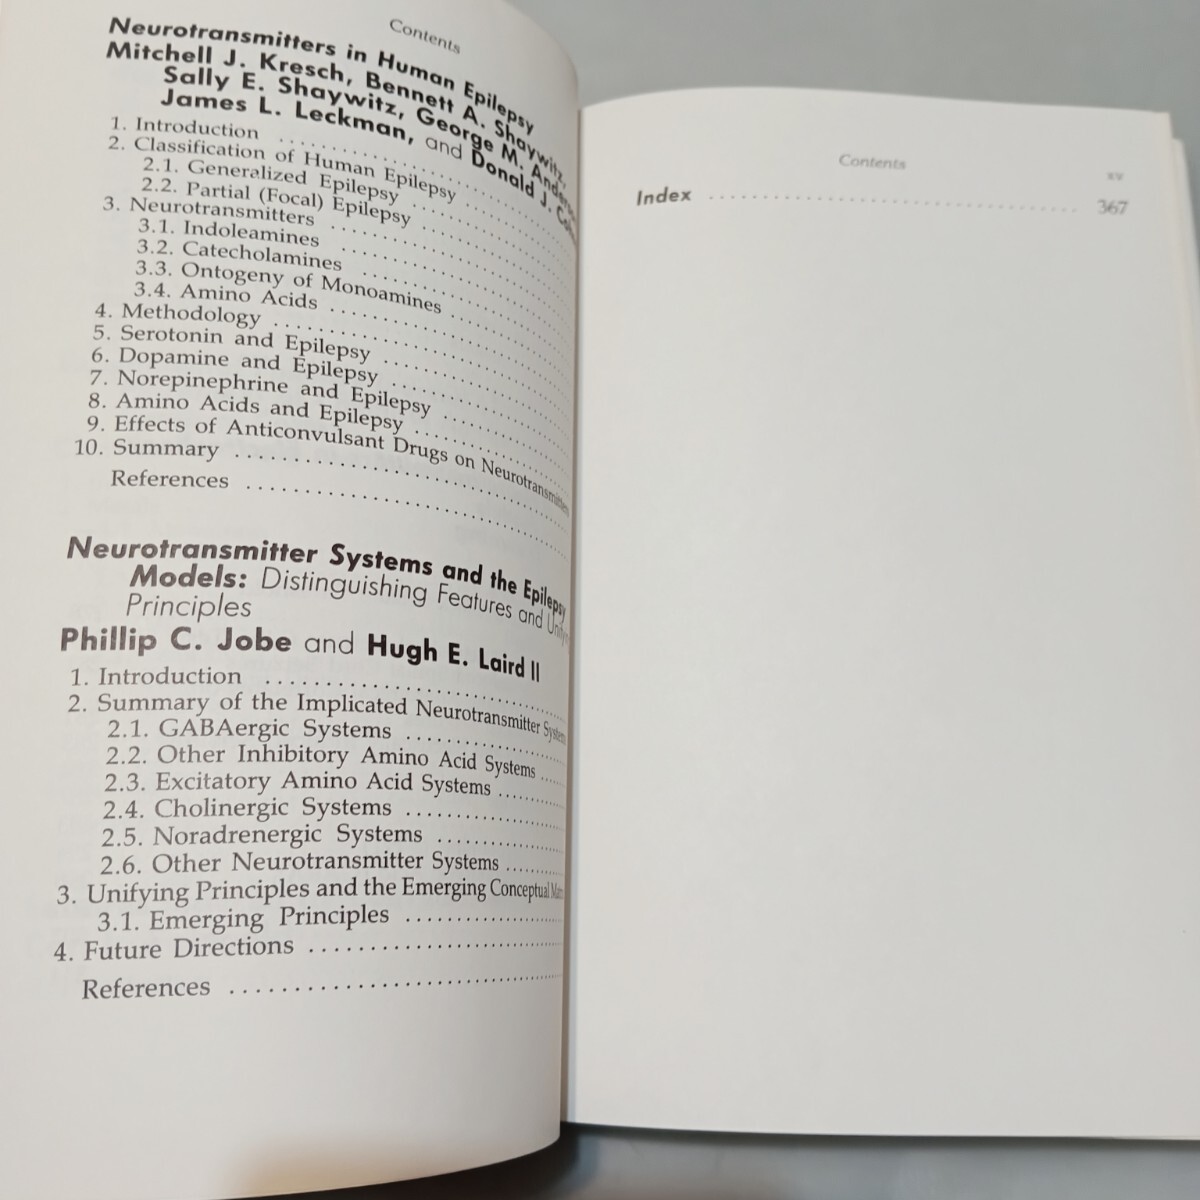 Contents
Neurotransmitters in Human Epilepsy
Mitchell J. Kresch, Bennett A. Shaywitz,
Sally E. Shaywitz, George M. Anderson
James L. Leckman, and Donald J.
1. Introduction
2. Classification of Human Epilepsy
2.1. Generalized Epilepsy
2.2. Partial (Focal) Epilepsy
3. Neurotransmitters
3.1. Indoleamines
3.2. Catecholamines
3.3. Ontogeny of Monoamines
3.4. Amino Acids
4. Methodology
5. Serotonin and Epilepsy
6. Dopamine and Epilepsy
7. Norepinephrine and Epilepsy
8. Amino Acids and Epilepsy
9. Effects of Anticonvulsant Drugs on Neurotransmitters
10. Summary
References
Neurotransmitter Systems and the Epilepsy
Models: Distinguishing Features and
Principles
Phillip C. Jobe and Hugh E. Laird II
1. Introduction
2. Summary of the Implicated Neurotransmitter
2.1. GABAergic Systems
2.2. Other Inhibitory Amino Acid Systems
2.3. Excitatory Amino Acid Systems
2.4. Cholinergic Systems
2.5. Noradrenergic Systems
2.6. Other Neurotransmitter Systems
3. Unifying Principles and the Emerging Conceptual
3.1. Emerging Principles
4. Future Directions
References
Contents
xv
Index 367